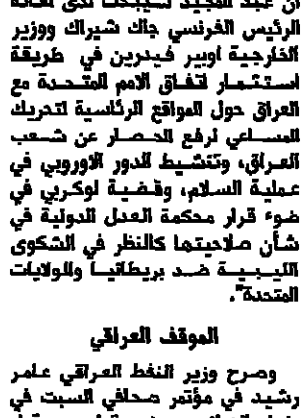 ان عبد المجيد سيبحث لدى لقائه
الرئيس الفرنسي جاك شيراك ووزير
الخارجية اوبير فيدرين في طريقة
استثمار اتفاق الامم المتحدة مع
العراق حول المواقع الرئاسية لتحريك
المساعي لرفع الحصار عن شعب
العراق، وتنشيط الدور الاوروبي في
عملية السلام، وقضية لوكربي في
ضوء قرار محكمة العدل الدولية في
شأن صلاحيتها كالنظر في الشكوى
الليبية ضد بريطانيا والولايات
المتحدة".
الموقف العراقي
وصرح وزير النفط العراقي عامر
رشيد في مؤتمر صحافي السبت في